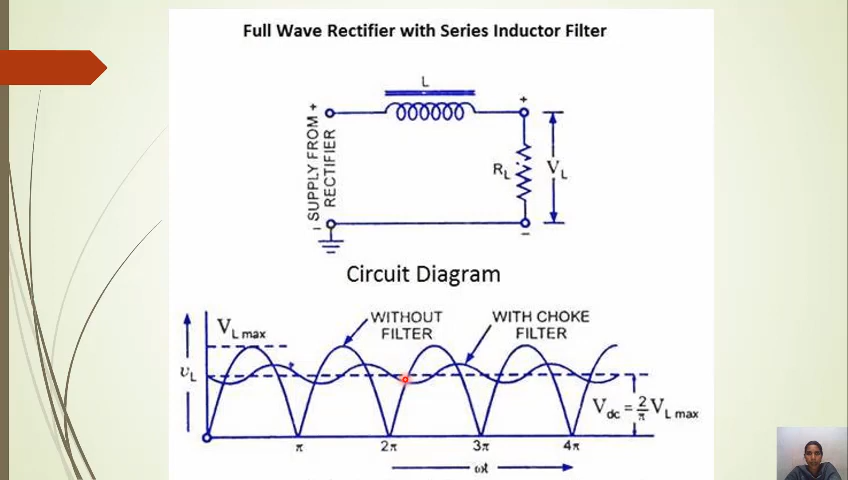 Full Wave Rectifier with Series Inductor Filter
L
+
SUPPLY FROM +
RECTIFIER
R_L
V_L
−
Circuit Diagram
V_L max
WITHOUT
FILTER
WITH CHOKE
FILTER
υ_L
V_dc = 2/π V_L max
π
2π
3π
4π
ωt